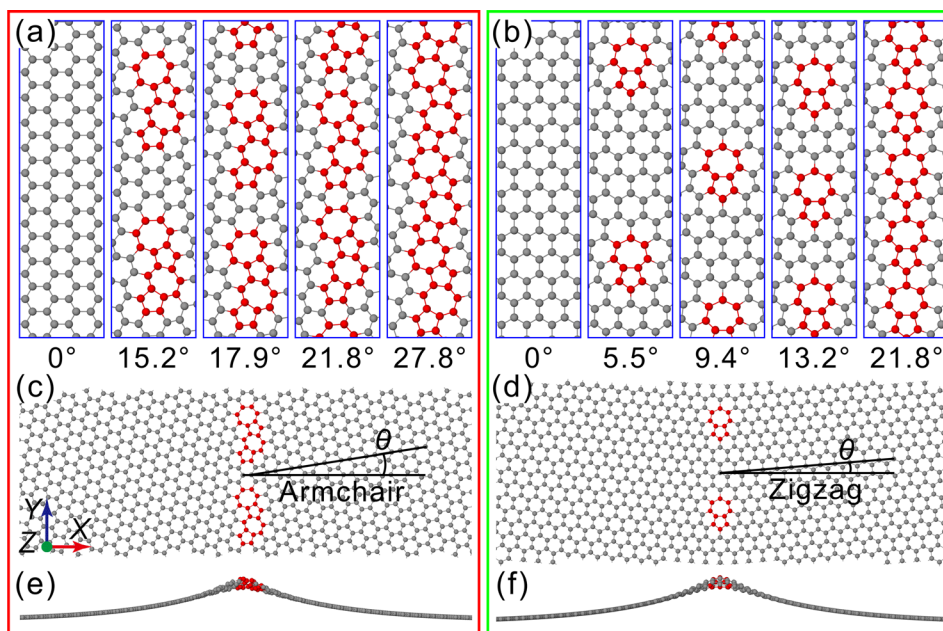 (a)
(b)
0° 15.2° 17.9° 21.8° 27.8°
0° 5.5° 9.4° 13.2° 21.8°
(c)
θ
Armchair
Y
Z X
(d)
θ
Zigzag
(e)
(f)